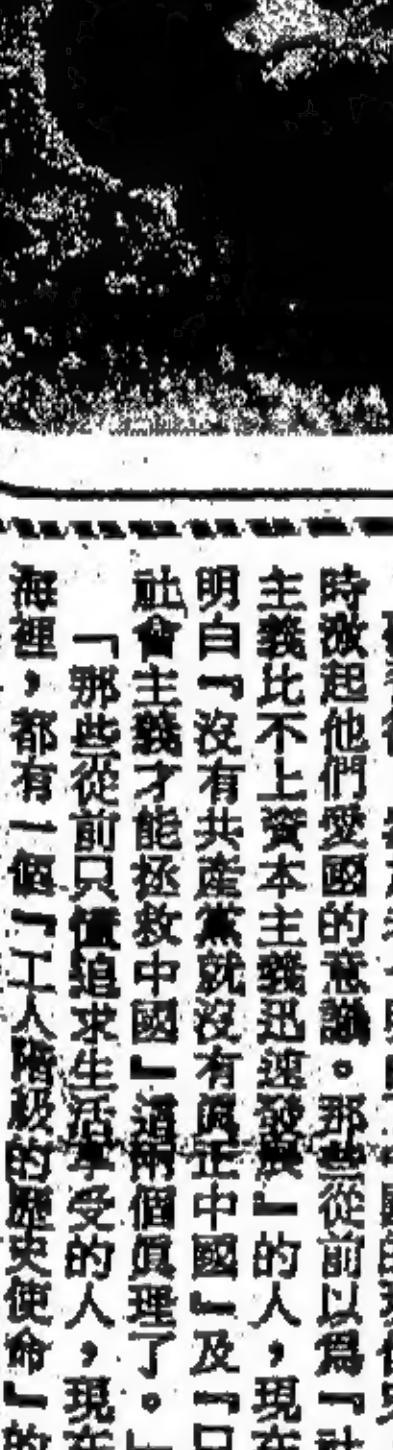 時激起他們愛國的意識。那些從前以爲『社
主義比不上資本主義迅速發展』的人，現在
明白『沒有共產黨就沒有眞正中國』及『只
社會主義才能拯救中國』這兩個眞理了。』
『那些從前只懂追求生活享受的人，現在
海裡，都有一個『工人階級的歷史使命』的